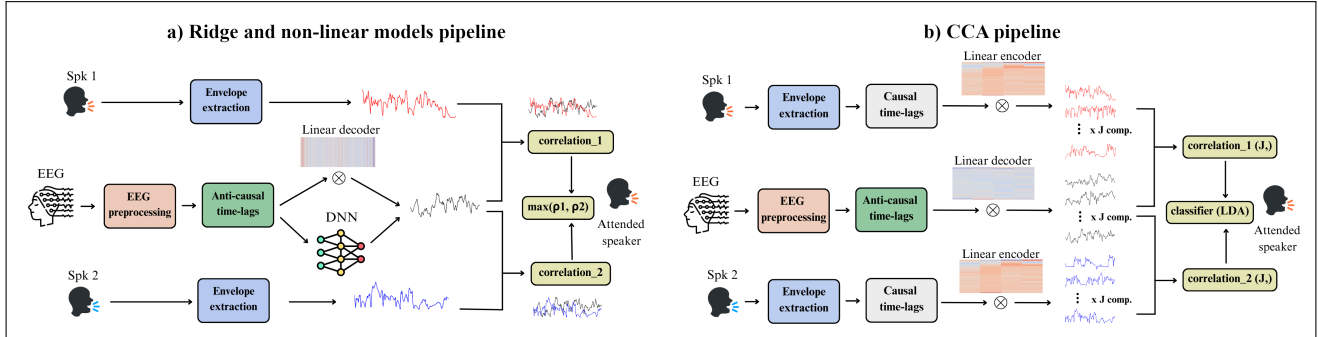 a) Ridge and non-linear models pipeline
Spk 1
Envelope
extraction
Linear decoder
correlation_1
EEG
EEG
preprocessing
Anti-causal
time-lags
DNN
max(ρ1, ρ2)
Attended
speaker
Spk 2
Envelope
extraction
correlation_2
b) CCA pipeline
Spk 1
Envelope
extraction
Causal
time-lags
Linear encoder
x J comp.
correlation_1 (J,)
EEG
EEG
preprocessing
Anti-causal
time-lags
Linear decoder
x J comp.
classifier (LDA)
Attended
speaker
Spk 2
Envelope
extraction
Causal
time-lags
Linear encoder
x J comp.
correlation_2 (J,)